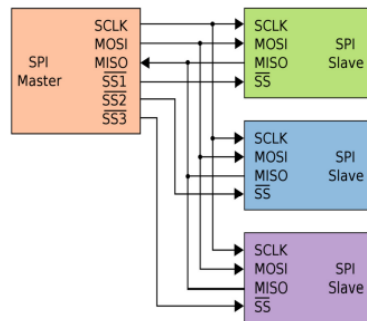 SPI
Master
SCLK
MOSI
MISO
SS1
SS2
SS3
SCLK
MOSI SPI
MISO Slave
SS
SCLK
MOSI SPI
MISO Slave
SS
SCLK
MOSI SPI
MISO Slave
SS